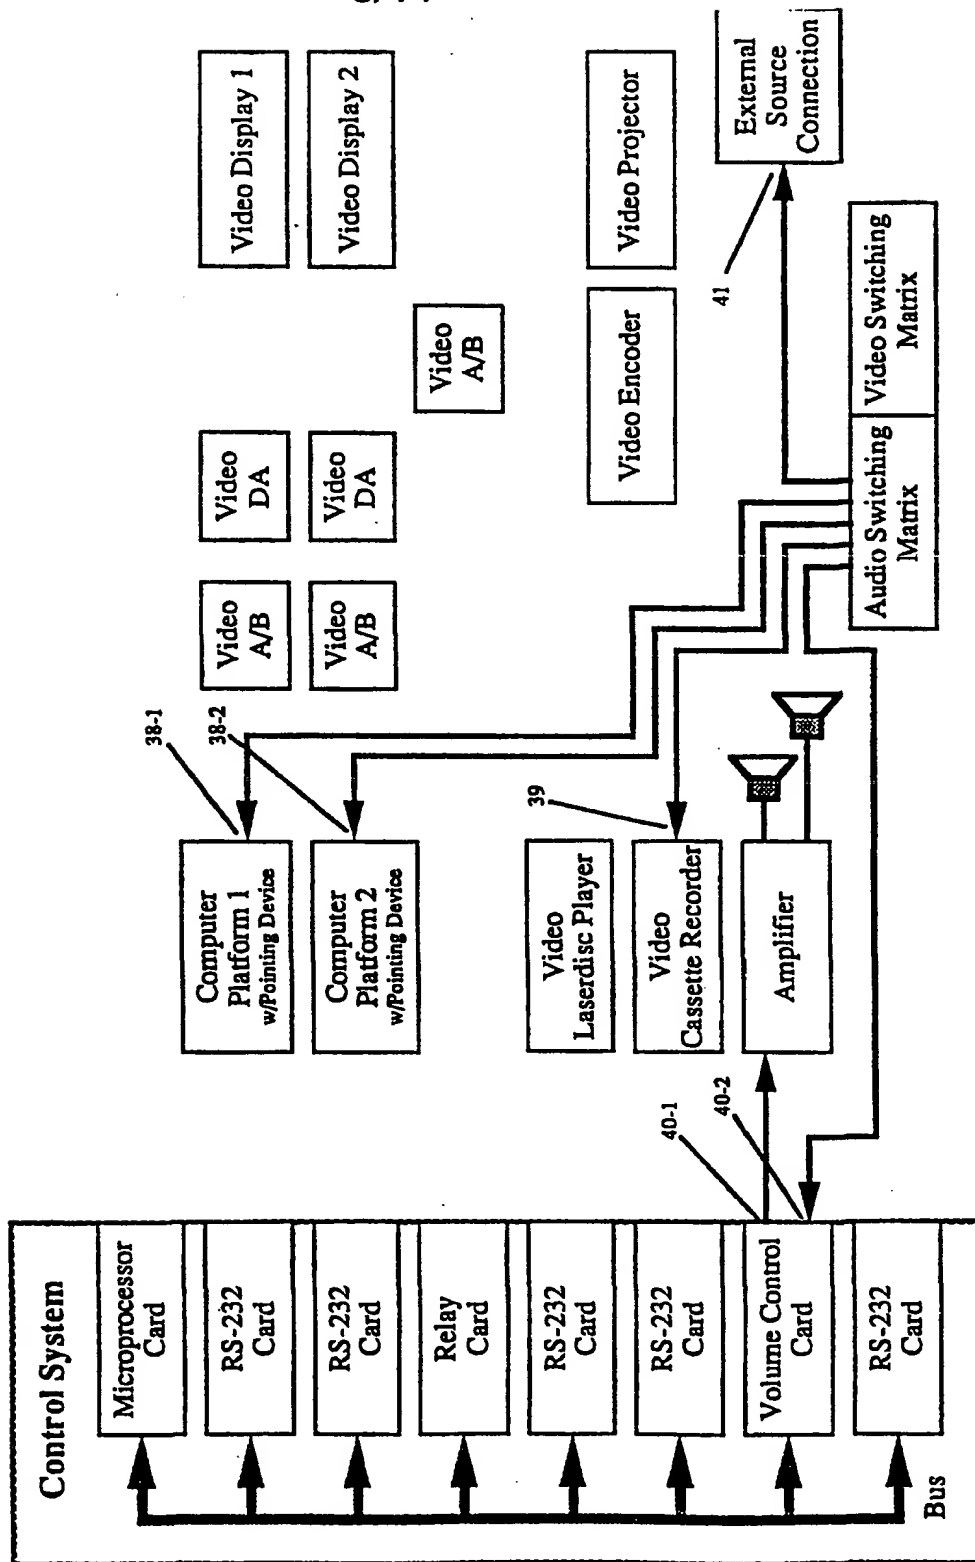 Control System
Microprocessor
Card
RS-232
Card
RS-232
Card
Relay
Card
RS-232
Card
RS-232
Card
Volume Control
Card
RS-232
Card
Bus
40-1
40-2
Computer
Platform 1
w/Pointing Device
Computer
Platform 2
w/Pointing Device
Video
Laserdisc Player
Video
Cassette Recorder
Amplifier
38-1
38-2
39
Video
A/B
Video
A/B
Video
DA
Video
DA
Video
A/B
Video Display 1
Video Display 2
Video Encoder
Video Projector
Audio Switching
Matrix
Video Switching
Matrix
41
External
Source
Connection